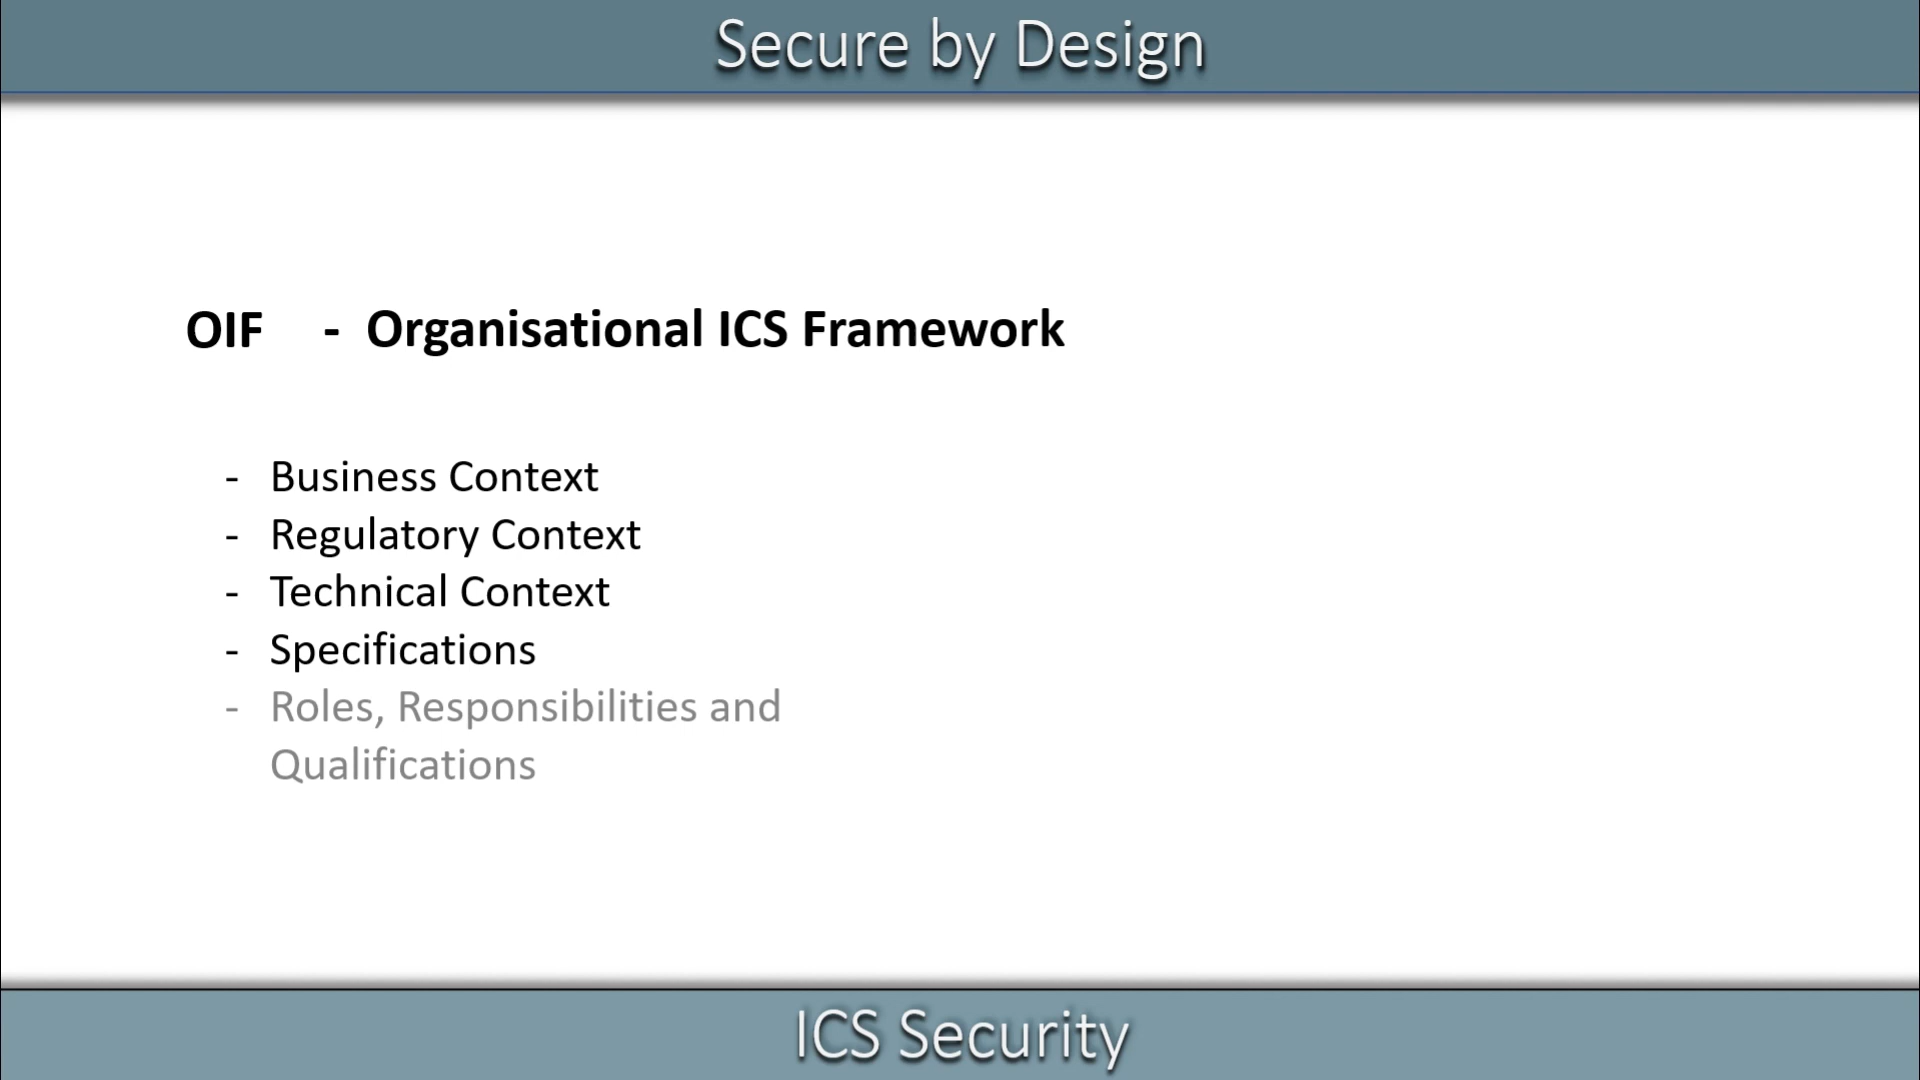 Secure by Design
OIF - Organisational ICS Framework
- Business Context
- Regulatory Context
- Technical Context
- Specifications
- Roles, Responsibilities and
Qualifications
ICS Security